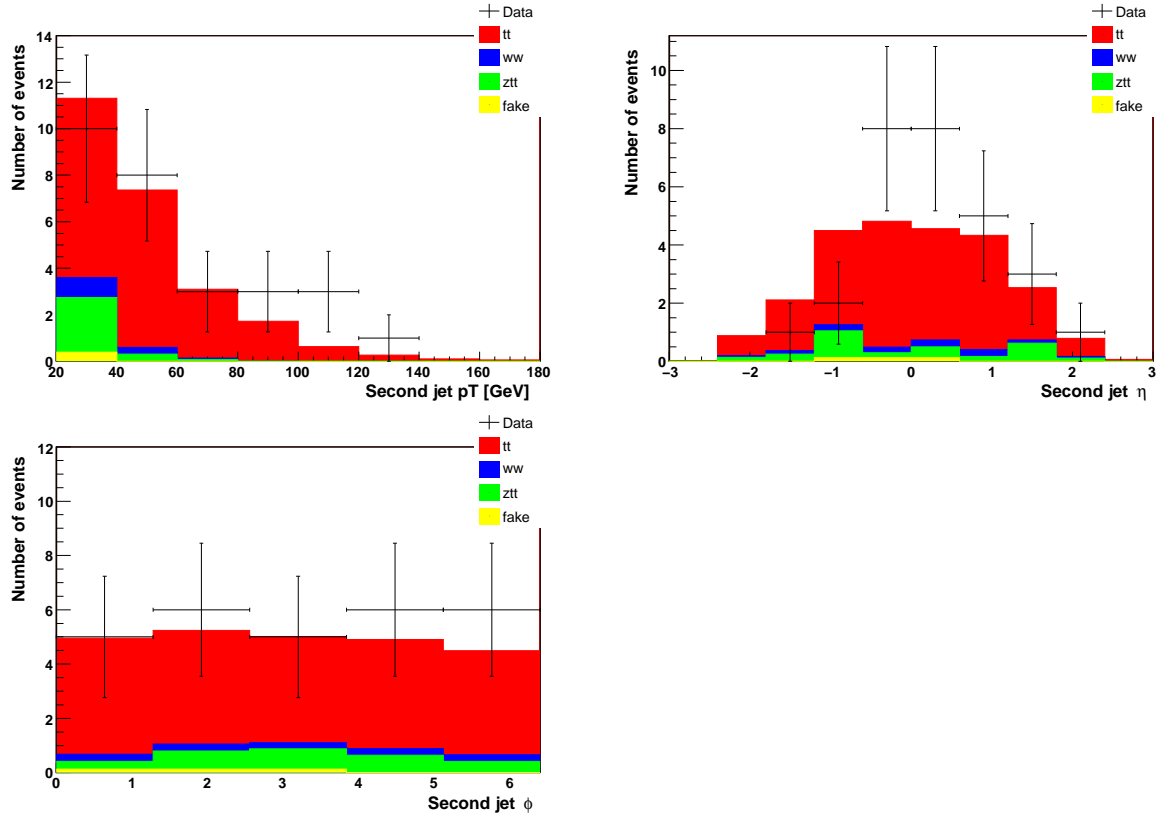 Data
tt
ww
ztt
fake
Number of events
14
12
10
8
6
4
2
0
20 40 60 80 100 120 140 160 180
Second jet pT [GeV]
Data
tt
ww
ztt
fake
Number of events
10
8
6
4
2
0
−3 −2 −1 0 1 2 3
Second jet η
Data
tt
ww
ztt
fake
Number of events
12
10
8
6
4
2
0
0 1 2 3 4 5 6
Second jet ϕ